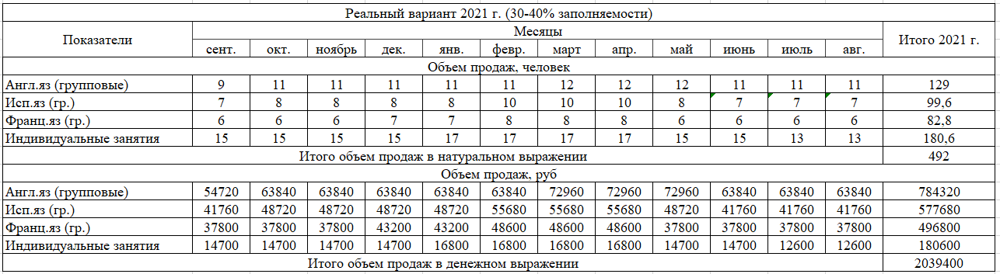 Реальный вариант 2021 г. (30-40% заполняемости)
Показатели Месяцы Итого 2021 г.
сент. окт. ноябрь дек. янв. февр. март апр. май июнь июль авг.
Объем продаж, человек
Англ.яз (групповые) 9 11 11 11 11 11 12 12 12 11 11 11 129
Исп.яз (гр.) 7 8 8 8 8 10 10 10 8 7 7 7 99,6
Франц.яз (гр.) 6 6 6 7 7 8 8 8 6 6 6 6 82,8
Индивидуальные занятия 15 15 15 15 17 17 17 17 15 15 13 13 180,6
Итого объем продаж в натуральном выражении 492
Объем продаж, руб
Англ.яз (групповые) 54720 63840 63840 63840 63840 63840 72960 72960 72960 63840 63840 63840 784320
Исп.яз (гр.) 41760 48720 48720 48720 48720 55680 55680 55680 48720 41760 41760 41760 577680
Франц.яз (гр.) 37800 37800 37800 43200 43200 48600 48600 48600 37800 37800 37800 37800 496800
Индивидуальные занятия 14700 14700 14700 14700 16800 16800 16800 16800 14700 14700 12600 12600 180600
Итого объем продаж в денежном выражении 2039400